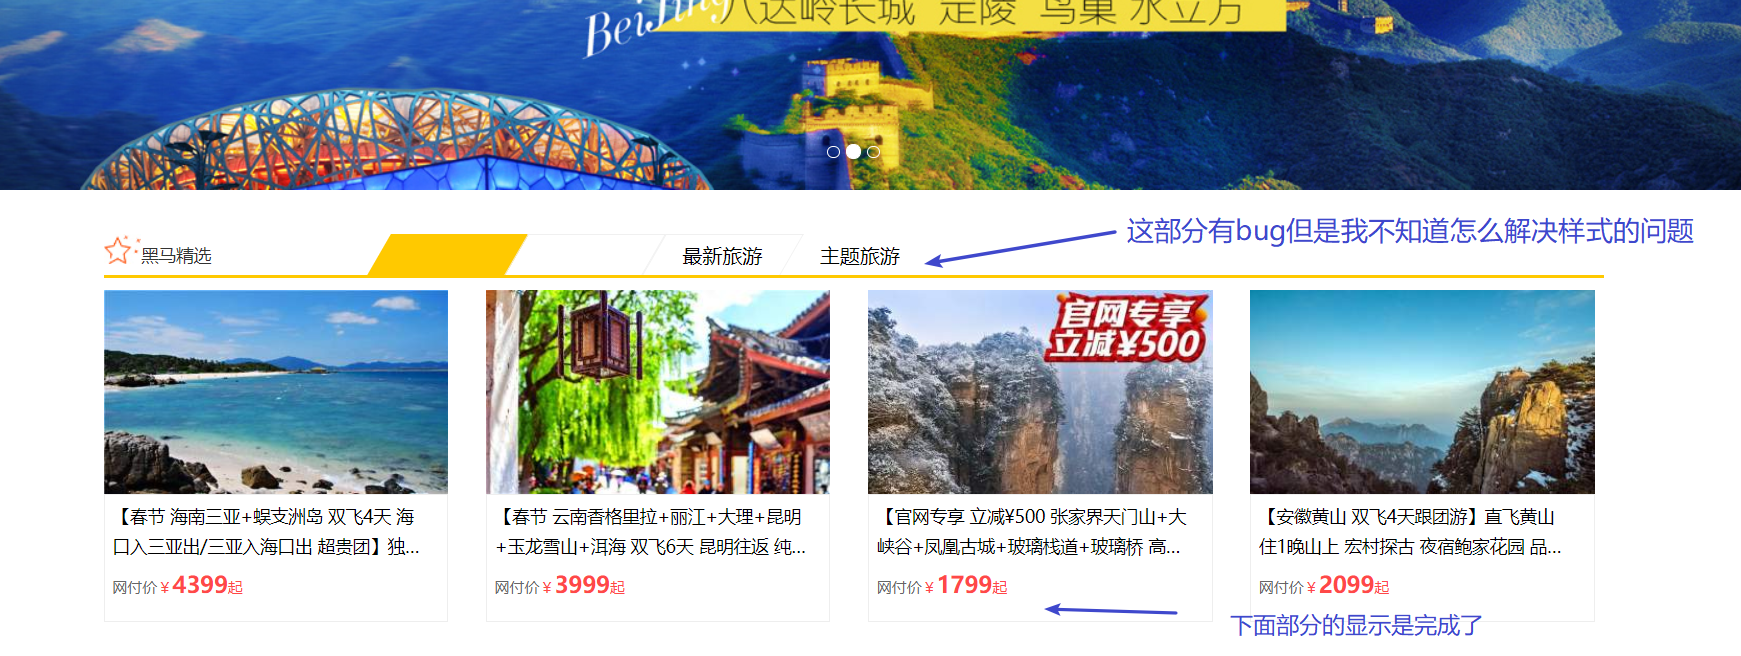 BeiJing
八达岭长城 定陵 鸟巢 水立方
这部分有bug但是我不知道怎么解决样式的问题
黑马精选
最新旅游
主题旅游
官网专享
立减¥500
【春节 海南三亚+蜈支洲岛 双飞4天 海
口入三亚出/三亚入海口出 超贵团】独...
网付价¥4399起
【春节 云南香格里拉+丽江+大理+昆明
+玉龙雪山+洱海 双飞6天 昆明往返 纯...
网付价¥3999起
【官网专享 立减¥500 张家界天门山+大
峡谷+凤凰古城+玻璃栈道+玻璃桥 高...
网付价¥1799起
【安徽黄山 双飞4天跟团游】直飞黄山
住1晚山上 宏村探古 夜宿鲍家花园 品...
网付价¥2099起
下面部分的显示是完成了